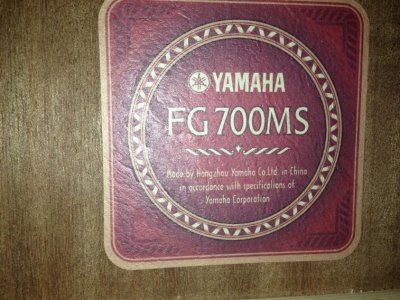 YAMAHA
FG700MS
Made by Hangzhou Yamaha Co.Ltd. in China
in accordance with specifications of
Yamaha Corporation